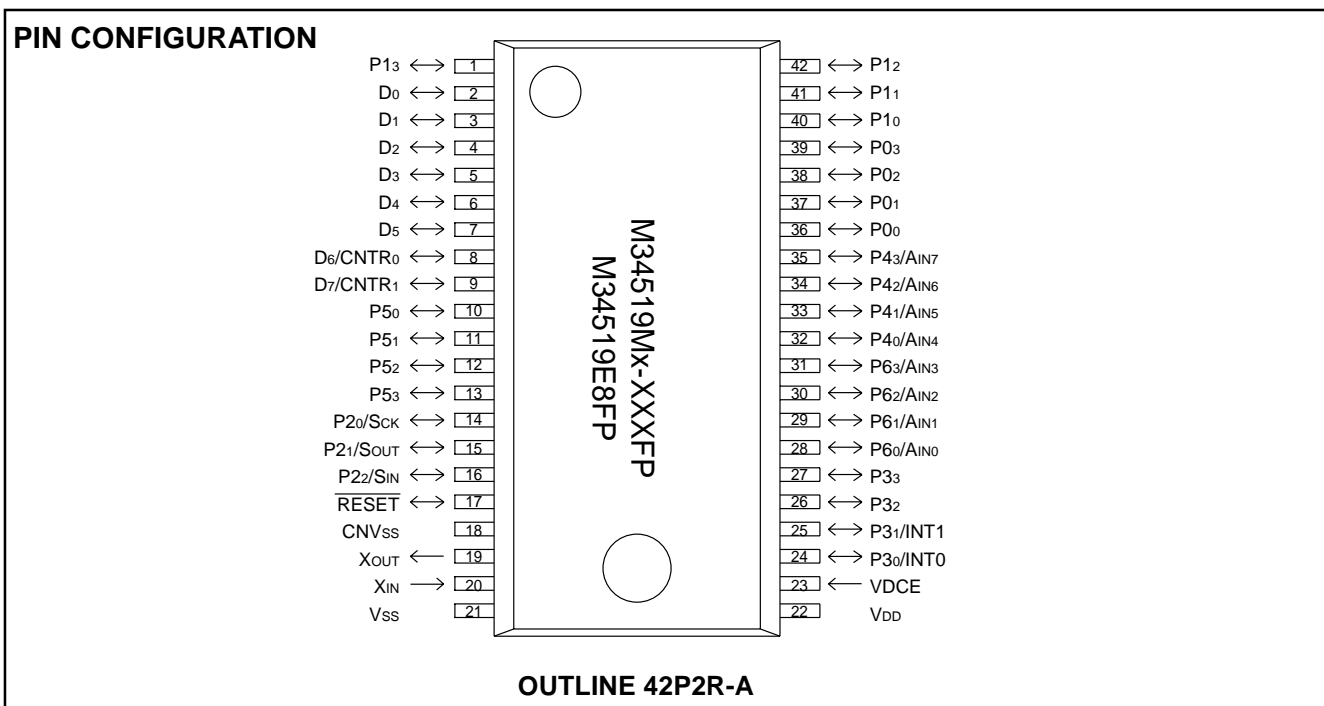 PIN CONFIGURATION
P13 1 42 P12
D0 2 41 P11
D1 3 40 P10
D2 4 39 P03
D3 5 38 P02
D4 6 37 P01
D5 7 36 P00
D6/CNTR0 8 35 P43/AIN7
D7/CNTR1 9 34 P42/AIN6
P50 10 33 P41/AIN5
P51 11 32 P40/AIN4
P52 12 31 P63/AIN3
P53 13 30 P62/AIN2
P20/SCK 14 29 P61/AIN1
P21/SOUT 15 28 P60/AIN0
P22/SIN 16 27 P33
RESET 17 26 P32
CNVSS 18 25 P31/INT1
XOUT 19 24 P30/INT0
XIN 20 23 VDCE
VSS 21 22 VDD
M34519Mx-XXXFP
M34519E8FP
OUTLINE 42P2R-A